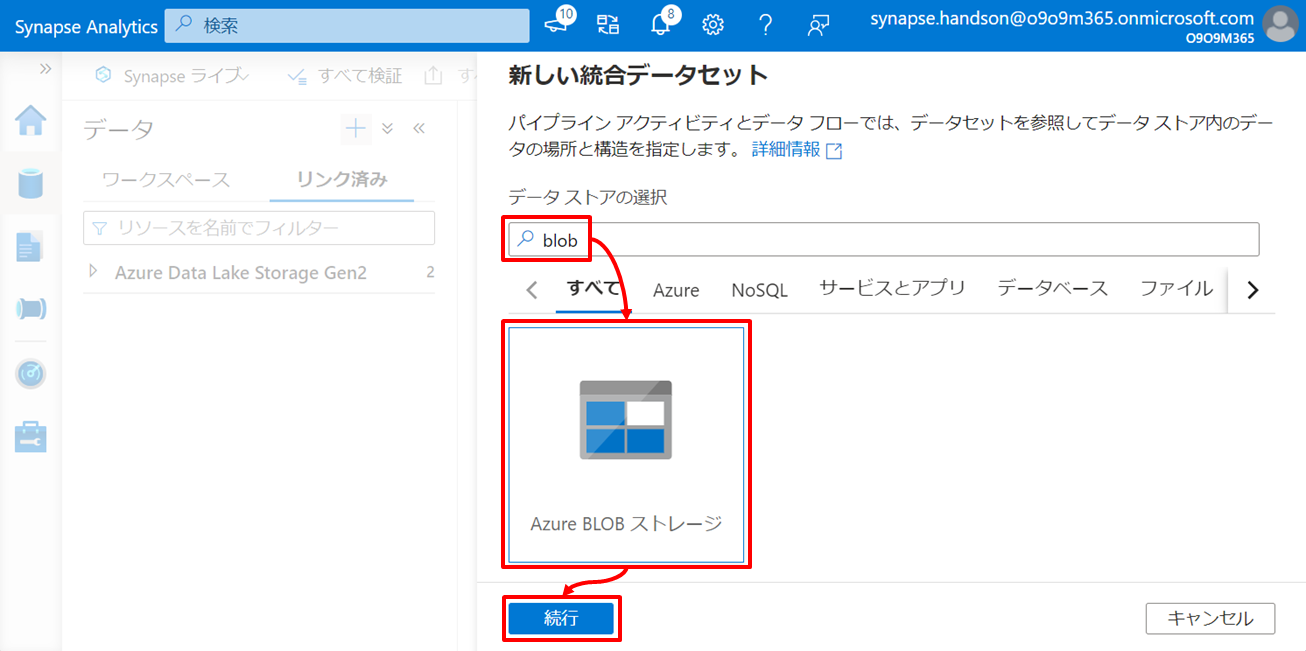 Synapse Analytics
検索
10
8
synapse.handson@o9o9m365.onmicrosoft.com
O9O9M365
Synapse ライブ
すべて検証
データ
ワークスペース
リンク済み
リソースを名前でフィルター
Azure Data Lake Storage Gen2
2
新しい統合データセット
パイプライン アクティビティとデータ フローでは、データセットを参照してデータ ストア内のデー
タの場所と構造を指定します。 詳細情報
データ ストアの選択
blob
すべて
Azure
NoSQL
サービスとアプリ
データベース
ファイル
Azure BLOB ストレージ
続行
キャンセル